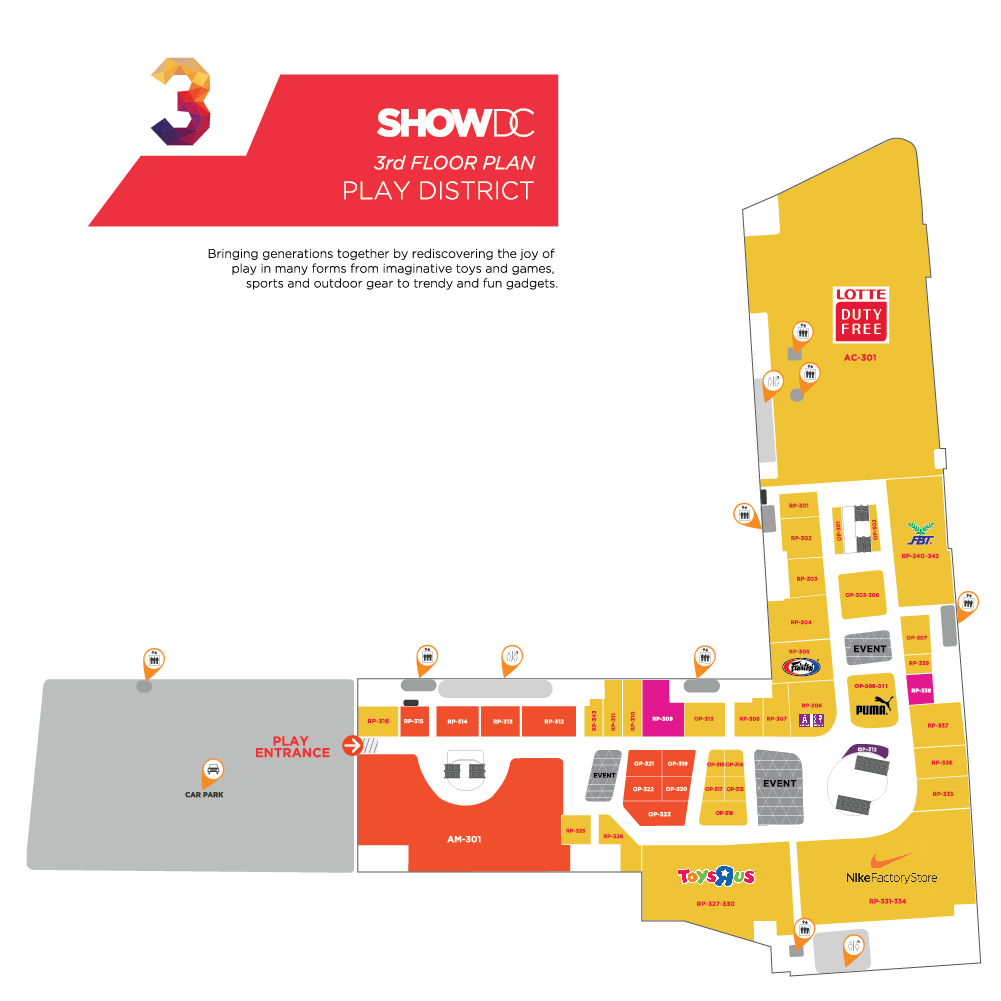 3
SHOWDC
3rd FLOOR PLAN
PLAY DISTRICT
Bringing generations together by rediscovering the joy of
play in many forms from imaginative toys and games,
sports and outdoor gear to trendy and fun gadgets.
LOTTE
DUTY
FREE
AC-301
RP-301
OP-301
OP-302
RP-302
FBT
RP-340-342
RP-303
OP-303-306
RP-304
OP-307
RP-305
EVENT
RP-339
Fairtex
OP-308-311
RP-338
PUMA
RP-316
RP-315
RP-314
RP-313
RP-312
RP-343
RP-311
RP-310
RP-309
OP-313
RP-308
RP-307
RP-306
RP-337
PLAY
ENTRANCE
OP-312
RP-336
OP-321
OP-319
OP-316
OP-314
EVENT
EVENT
OP-322
OP-320
OP-317
OP-315
RP-335
CAR PARK
OP-323
OP-318
AM-301
RP-325
RP-326
TOYSRUS
NIKEFACTORYSTORE
RP-327-330
RP-331-334